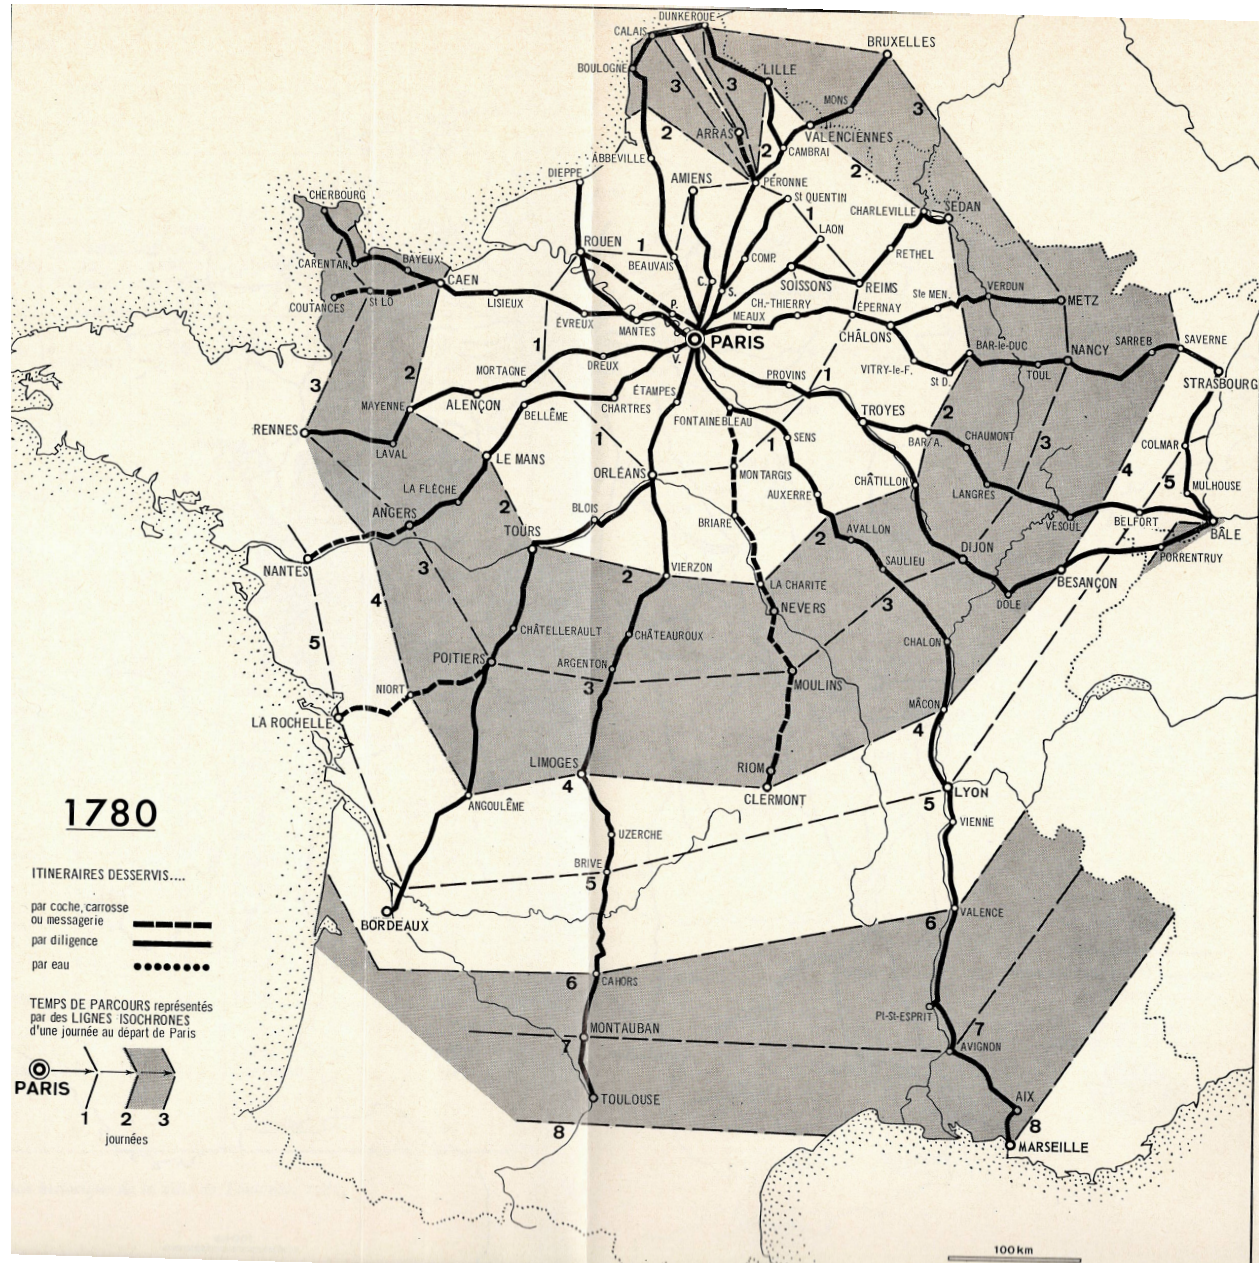 DUNKERQUE
CALAIS
BRUXELLES
BOULOGNE
LILLE
3
3
3
MONS
ARRAS
VALENCIENNES
2
2
CAMBRAI
ABBEVILLE
2
DIEPPE
AMIENS
PÉRONNE
CHERBOURG
St QUENTIN
CHARLEVILLE
SEDAN
1
LAON
ROUEN
1
BEAUVAIS
COMP.
RETHEL
CARENTAN
BAYEUX
CAEN
C.
S.
SOISSONS
REIMS
VERDUN
Ste MEN.
METZ
COUTANCES
St LÔ
LISIEUX
P.
CH.-THIERRY
ÉPERNAY
ÉVREUX
MANTES
MEAUX
CHÂLONS
PARIS
1
V.
BAR-le-DUC
NANCY
SARREB
SAVERNE
DREUX
VITRY-le-F.
St D.
TOUL
STRASBOURG
3
2
MORTAGNE
PROVINS
1
MAYENNE
ALENÇON
ÉTAMPES
BELLÊME
CHARTRES
FONTAINEBLEAU
TROYES
2
RENNES
LAVAL
1
1
SENS
BAR/A.
CHAUMONT
3
COLMAR
LE MANS
ORLÉANS
MONTARGIS
4
5
LA FLÈCHE
AUXERRE
CHÂTILLON
LANGRES
MULHOUSE
ANGERS
2
BLOIS
BRIARE
TOURS
AVALLON
VESOUL
BELFORT
BÂLE
2
NANTES
3
VIERZON
SAULIEU
DIJON
PORRENTRUY
2
LA CHARITÉ
BESANÇON
4
NEVERS
3
DOLE
5
CHÂTELLERAULT
CHÂTEAUROUX
CHALON
POITIERS
ARGENTON
NIORT
3
MOULINS
LA ROCHELLE
MÂCON
4
LIMOGES
RIOM
4
CLERMONT
LYON
ANGOULÊME
5
VIENNE
UZERCHE
BRIVE
5
BORDEAUX
VALENCE
6
CAHORS
6
Pt-St-ESPRIT
7
MONTAUBAN
7
AVIGNON
TOULOUSE
AIX
8
8
MARSEILLE
1780
ITINERAIRES DESSERVIS....
par coche, carrosse
ou messagerie
par diligence
par eau
TEMPS DE PARCOURS représentés
par des LIGNES ISOCHRONES
d'une journée au départ de Paris
PARIS
1
2
3
journées
100 km